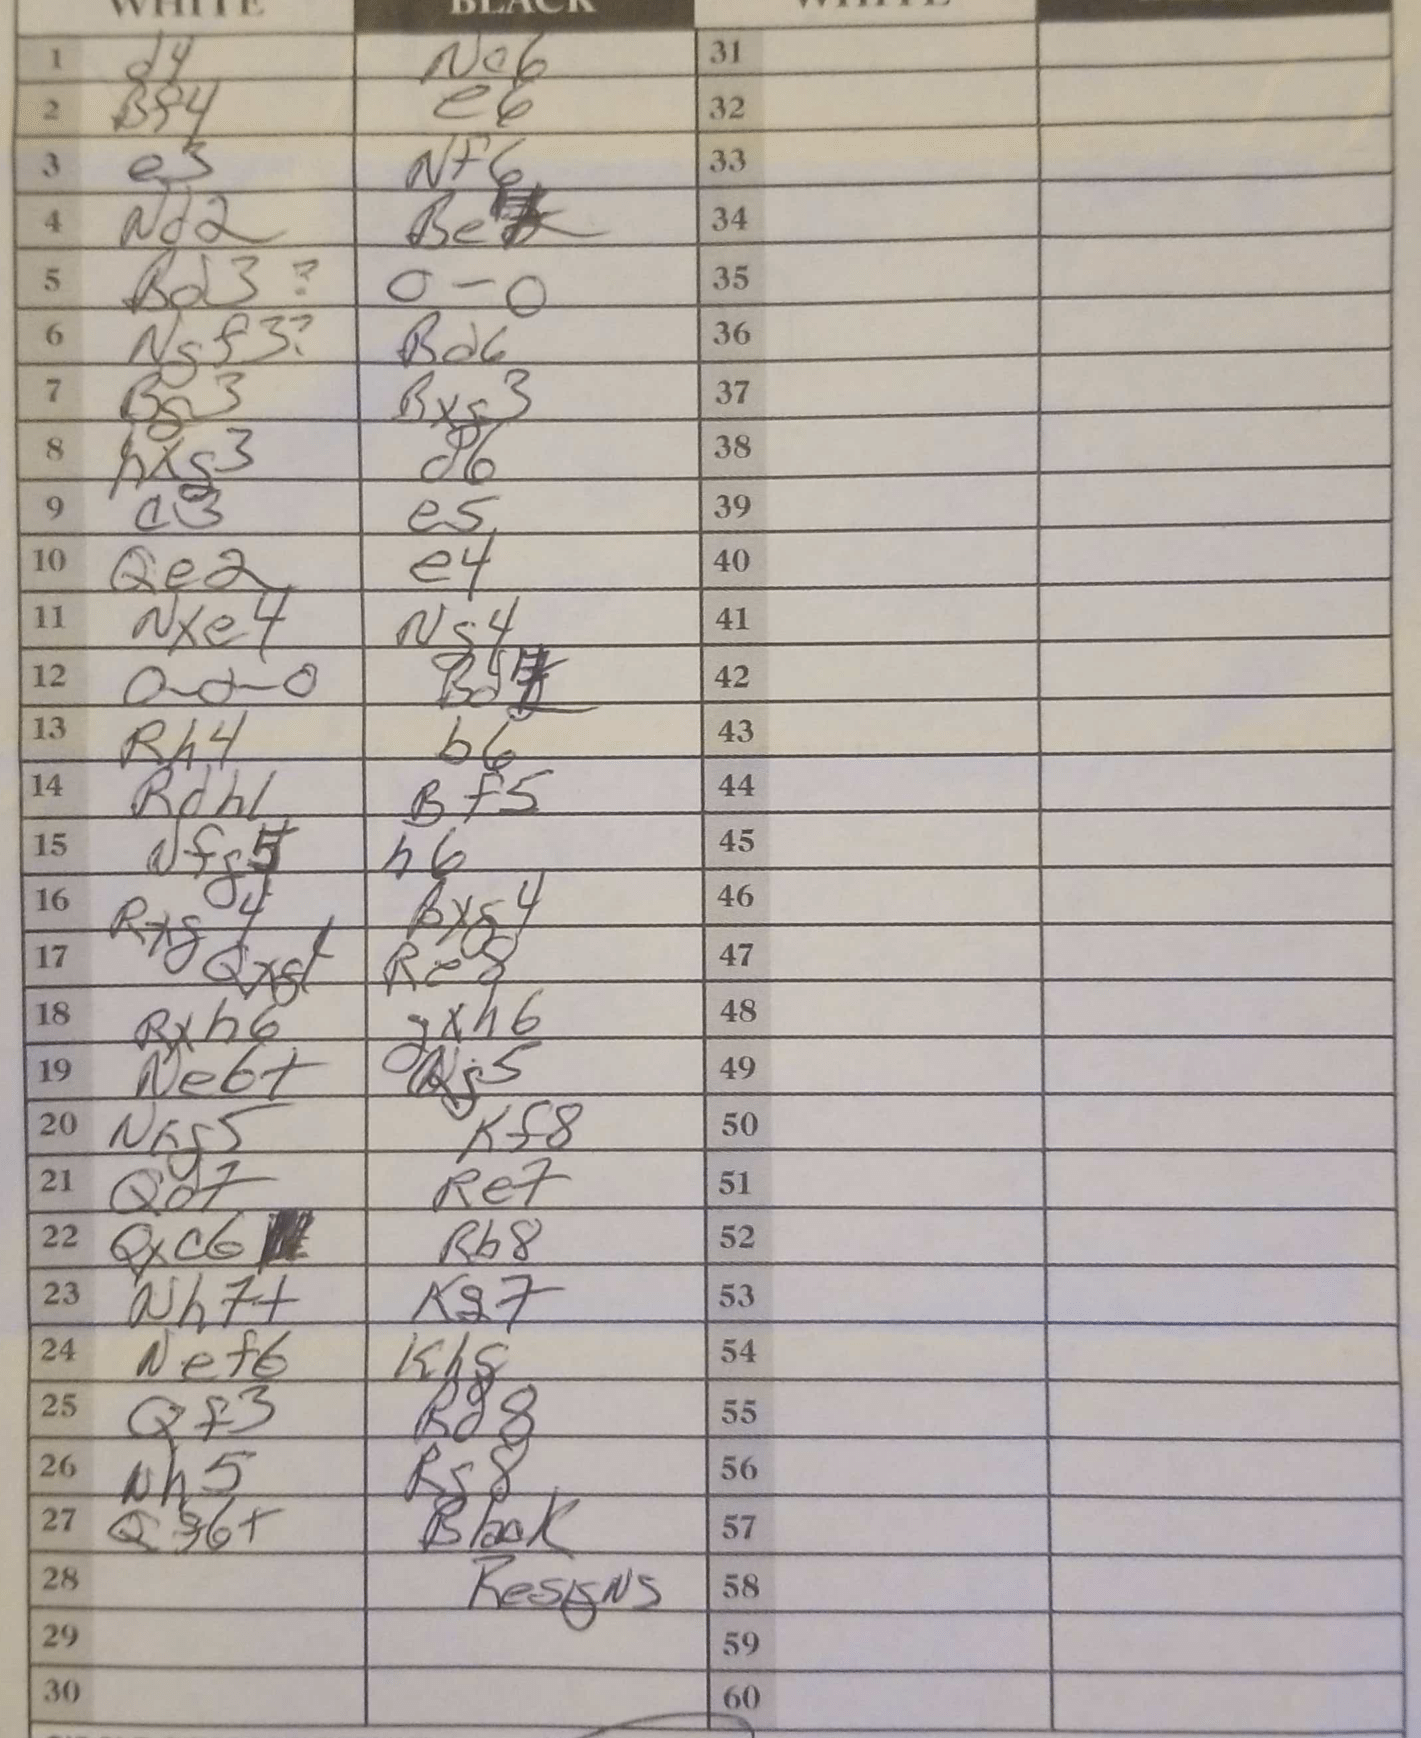 WHITE BLACK WHITE
1 d4 Nc6 31
2 Bf4 e6 32
3 e3 Nf6 33
4 Nd2 Be7 34
5 Bd3? 0-0 35
6 Ngf3? Bd6 36
7 Bg3 Bxg3 37
8 hxg3 d6 38
9 c3 e5 39
10 Qe2 e4 40
11 Nxe4 Ng4 41
12 0-0-0 Bd7 42
13 Rh4 b6 43
14 Rdh1 Bf5 44
15 Nfg5 h6 45
16 Rxg4 Bxg4 46
17 Qxg4 Re8 47
18 Rxh6 gxh6 48
19 Ne6+ Qg5 49
20 Nxg5 Kf8 50
21 Qd7 Re7 51
22 Qxc6 Rb8 52
23 Nh7+ Kg7 53
24 Nef6 Kh8 54
25 Qf3 Rd8 55
26 Nh5 Rg8 56
27 Qg6+ Black 57
28 Resigns 58
29 59
30 60